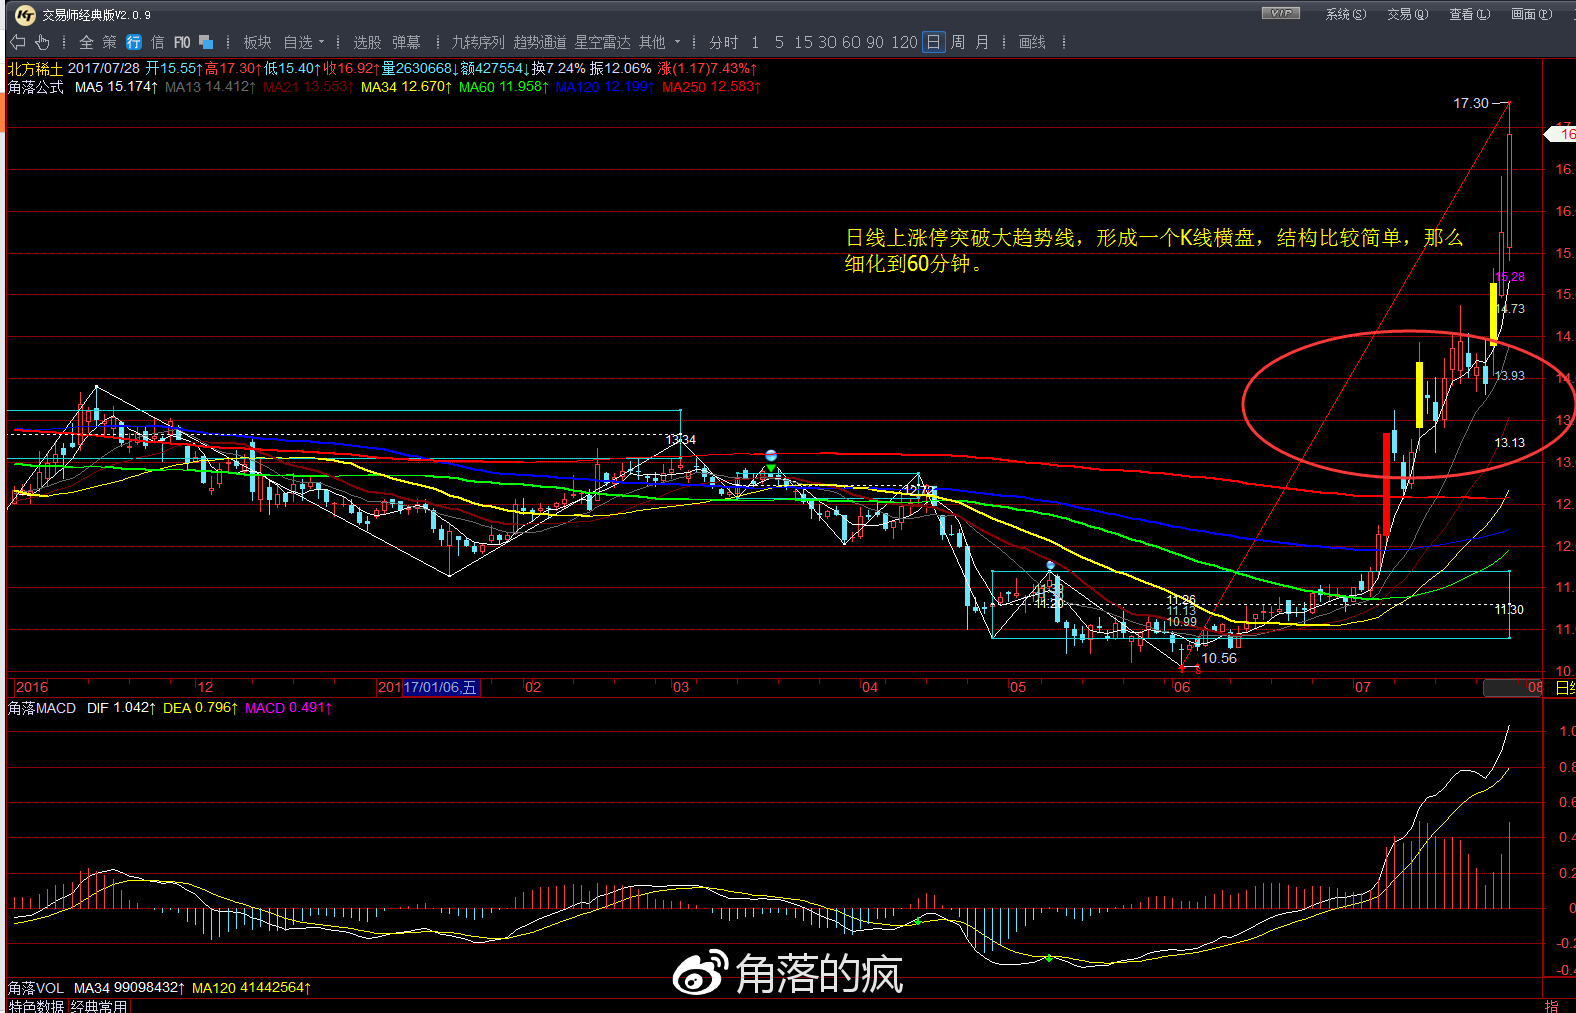 交易师经典版V2.0.9
VIP 系统(S) 交易(Q) 查看(L) 画面(P)
全 策 行 信 F10 板块 自选 选股 弹幕 九转序列 趋势通道 星空雷达 其他 分时 1 5 15 30 60 90 120 日 周 月 画线
北方稀土 2017/07/28 开15.55↑高17.30↑低15.40↑收16.92↑量2630668↓额427554↓换7.24% 振12.06% 涨(1.17)7.43%↑
角落公式 MA5 15.174↑ MA13 14.412↑ MA21 13.553↑ MA34 12.670↑ MA60 11.958↑ MA120 12.199↑ MA250 12.583↑
17.30
16
日线上涨停突破大趋势线，形成一个K线横盘，结构比较简单，那么
细化到60分钟。
15.28
14.73
13.93
13.34
13.13
11.26
11.13
10.99
11.20
11.30
10.56
2016 12 201 17/01/06,五 02 03 04 05 06 07 08 日
角落MACD DIF 1.042↑ DEA 0.796↑ MACD 0.491↑
1.0
0.8
0.6
0.4
0.2
0
-0.2
-0.4
角落的疯
角落VOL MA34 99098432↑ MA120 41442564↑
特色数据 经典常用 指